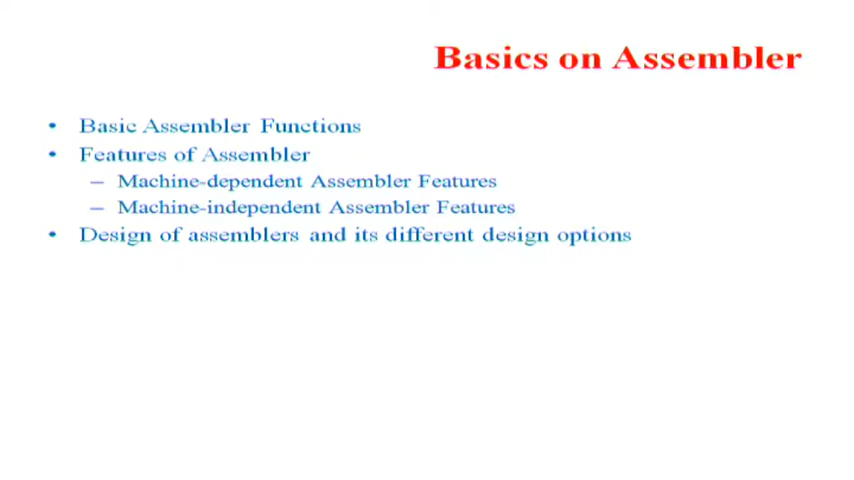 Basics on Assembler
• Basic Assembler Functions
• Features of Assembler
– Machine-dependent Assembler Features
– Machine-independent Assembler Features
• Design of assemblers and its different design options